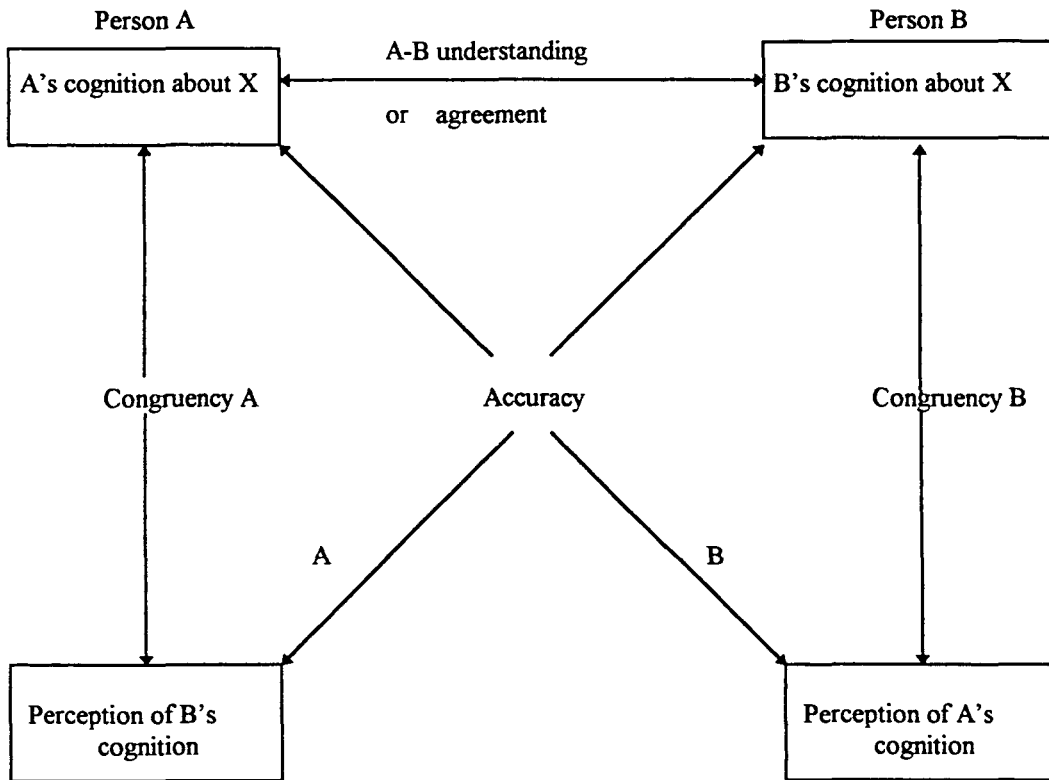 Person A
Person B
A's cognition about X
A-B understanding
or agreement
B's cognition about X
Congruency A
Accuracy
Congruency B
A
B
Perception of B's
cognition
Perception of A's
cognition